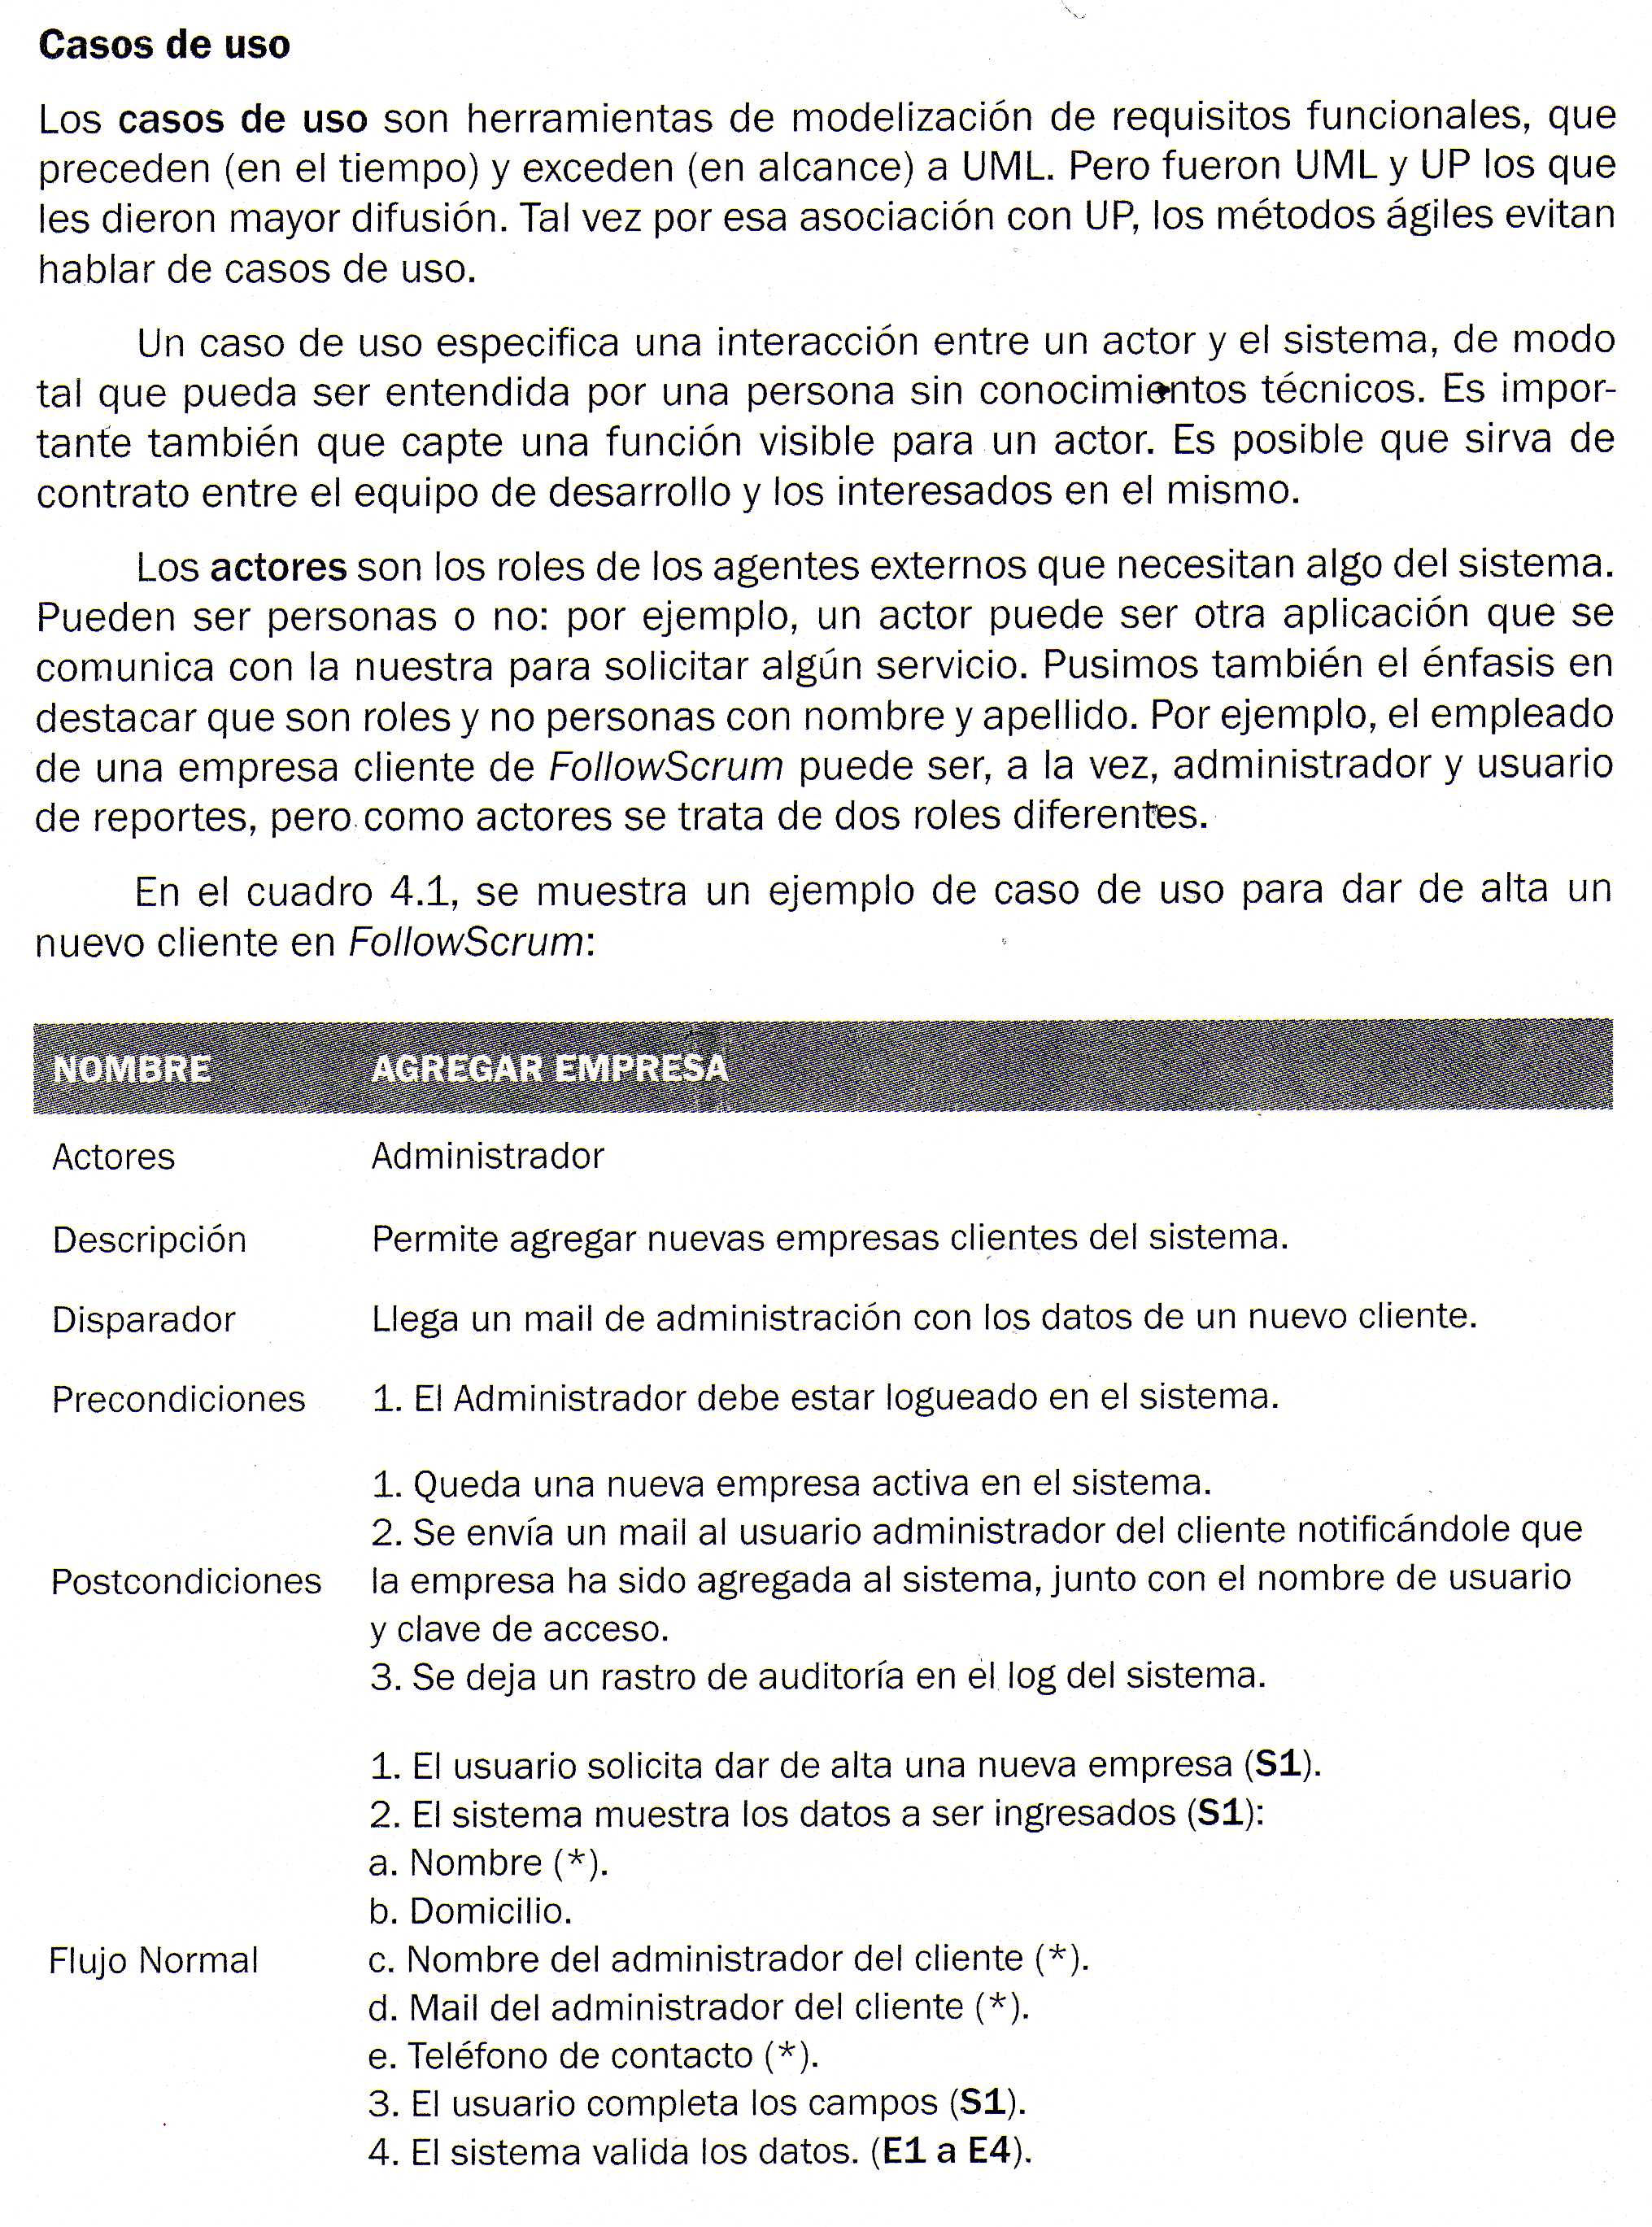 Casos de uso
Los casos de uso son herramientas de modelización de requisitos funcionales, que
preceden (en el tiempo) y exceden (en alcance) a UML. Pero fueron UML y UP los que
les dieron mayor difusión. Tal vez por esa asociación con UP, los métodos ágiles evitan
hablar de casos de uso.
Un caso de uso especifica una interacción entre un actor y el sistema, de modo
tal que pueda ser entendida por una persona sin conocimientos técnicos. Es impor-
tante también que capte una función visible para un actor. Es posible que sirva de
contrato entre el equipo de desarrollo y los interesados en el mismo.
Los actores son los roles de los agentes externos que necesitan algo del sistema.
Pueden ser personas o no: por ejemplo, un actor puede ser otra aplicación que se
comunica con la nuestra para solicitar algún servicio. Pusimos también el énfasis en
destacar que son roles y no personas con nombre y apellido. Por ejemplo, el empleado
de una empresa cliente de FollowScrum puede ser, a la vez, administrador y usuario
de reportes, pero como actores se trata de dos roles diferentes.
En el cuadro 4.1, se muestra un ejemplo de caso de uso para dar de alta un
nuevo cliente en FollowScrum:
NOMBRE AGREGAR EMPRESA
Actores Administrador
Descripción Permite agregar nuevas empresas clientes del sistema.
Disparador Llega un mail de administración con los datos de un nuevo cliente.
Precondiciones 1. El Administrador debe estar logueado en el sistema.
1. Queda una nueva empresa activa en el sistema.
2. Se envía un mail al usuario administrador del cliente notificándole que
Postcondiciones la empresa ha sido agregada al sistema, junto con el nombre de usuario
y clave de acceso.
3. Se deja un rastro de auditoría en el log del sistema.
1. El usuario solicita dar de alta una nueva empresa (S1).
2. El sistema muestra los datos a ser ingresados (S1):
a. Nombre (*).
b. Domicilio.
Flujo Normal c. Nombre del administrador del cliente (*).
d. Mail del administrador del cliente (*).
e. Teléfono de contacto (*).
3. El usuario completa los campos (S1).
4. El sistema valida los datos. (E1 a E4).